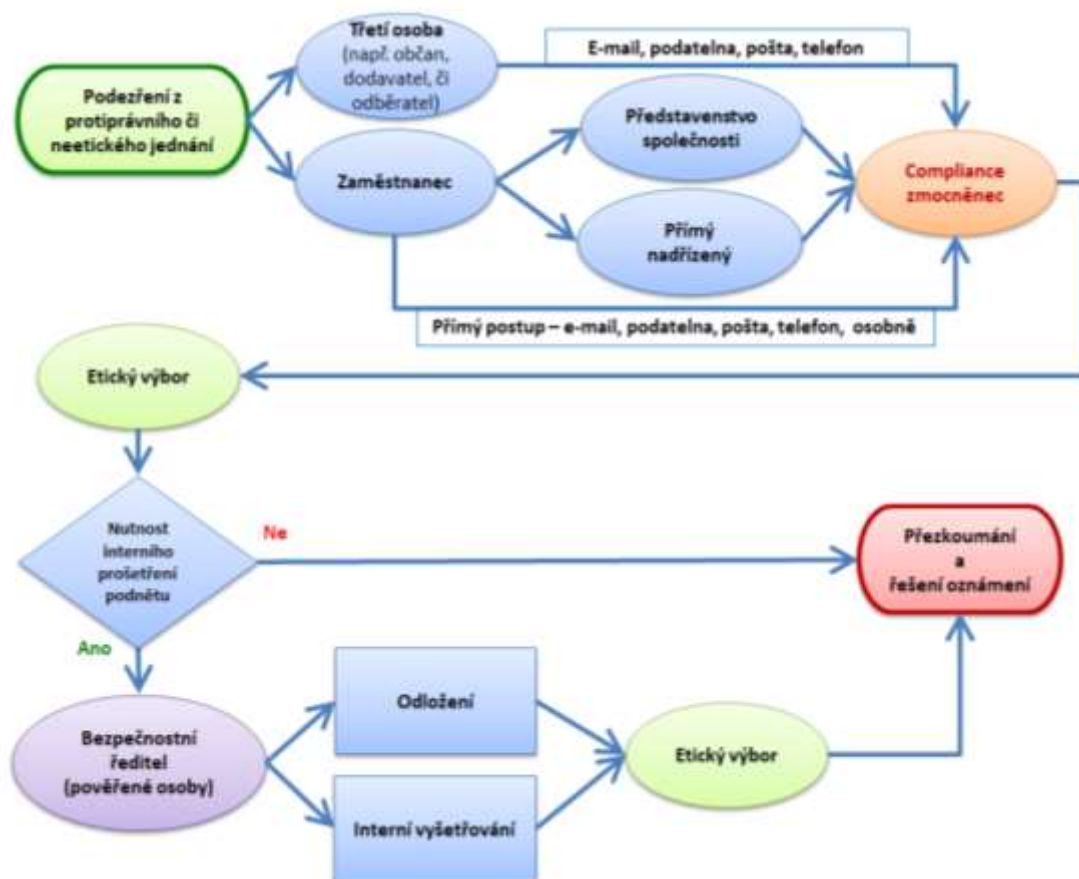 Podezření z
protiprávního či
neetického jednání
Třetí osoba
(např. občan,
dodavatel, či
odběratel)
E-mail, podatelna, pošta, telefon
Zaměstnanec
Představenstvo
společnosti
Přímý
nadřízený
Compliance
zmocněnec
Přímý postup – e-mail, podatelna, pošta, telefon, osobně
Etický výbor
Nutnost
interního
prošetření
podnětu
Ne
Přezkoumání
a
řešení oznámení
Ano
Bezpečnostní
ředitel
(pověřené osoby)
Odložení
Interní vyšetřování
Etický výbor